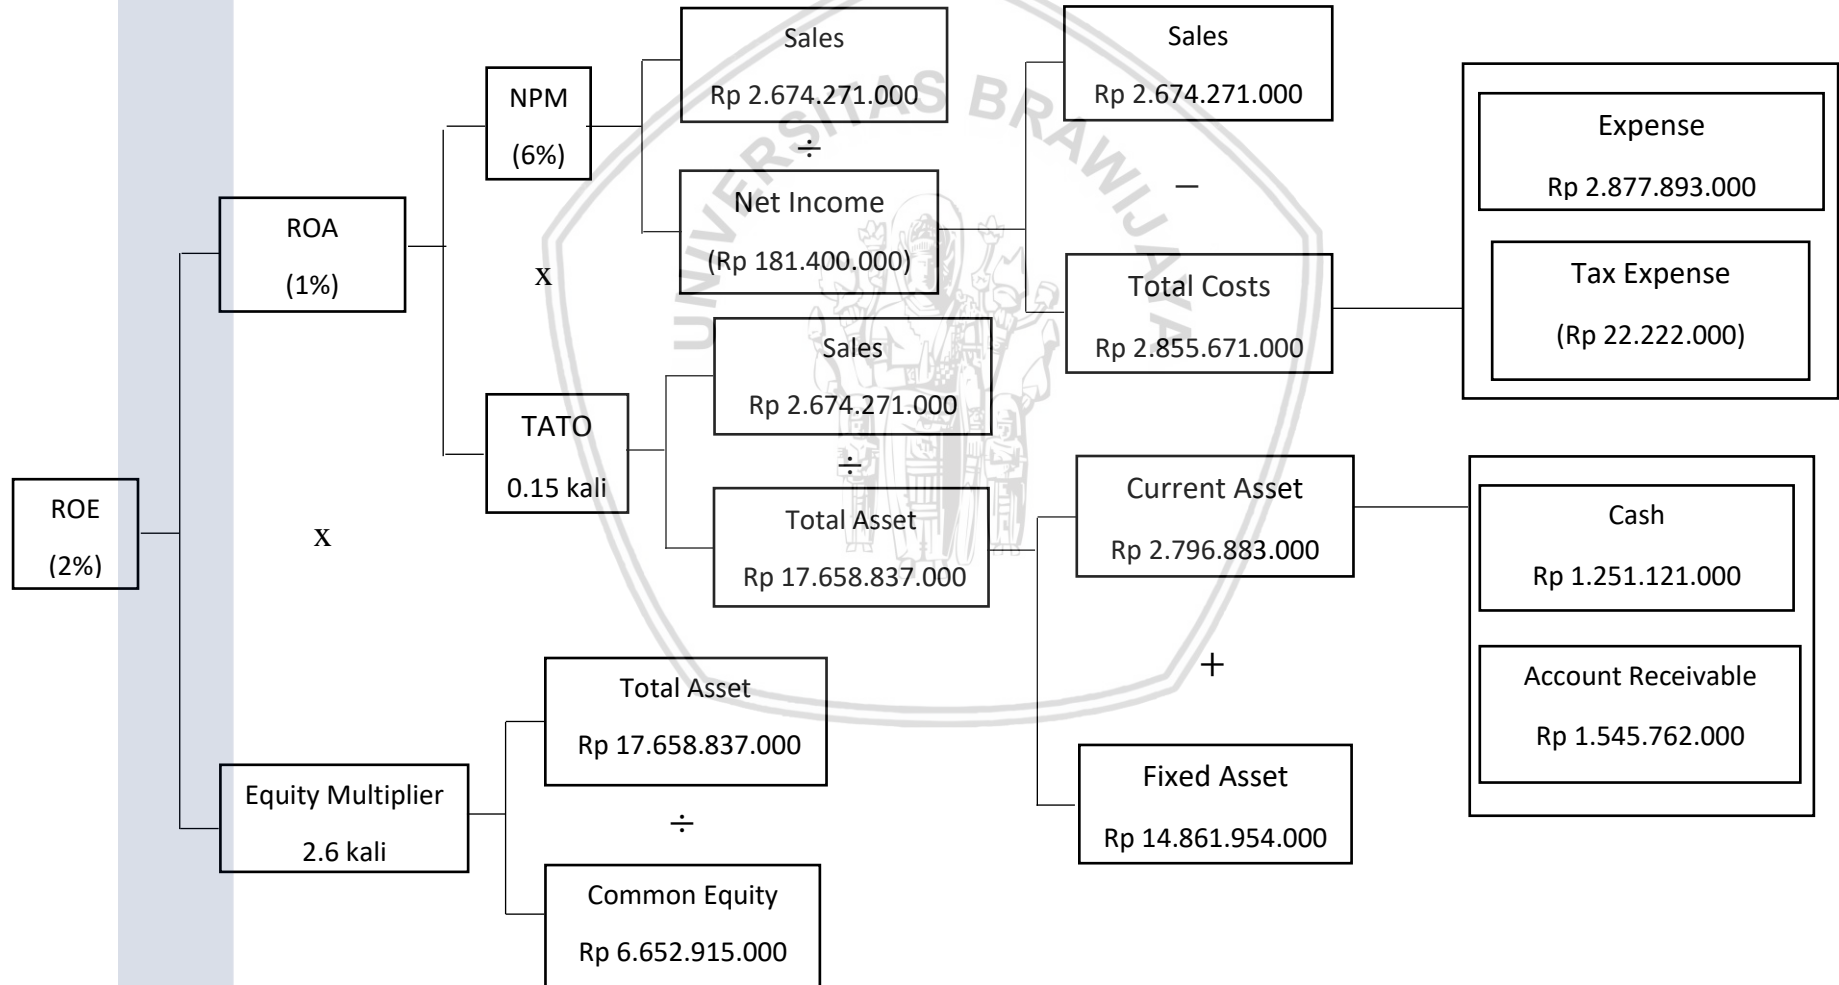 Sales
Rp 2.674.271.000
÷
Net Income
(Rp 181.400.000)
Sales
Rp 2.674.271.000
–
Total Costs
Rp 2.855.671.000
Expense
Rp 2.877.893.000
Tax Expense
(Rp 22.222.000)
NPM
(6%)
ROA
(1%)
x
TATO
0.15 kali
Sales
Rp 2.674.271.000
÷
Total Asset
Rp 17.658.837.000
Current Asset
Rp 2.796.883.000
+
Fixed Asset
Rp 14.861.954.000
Cash
Rp 1.251.121.000
Account Receivable
Rp 1.545.762.000
ROE
(2%)
x
Equity Multiplier
2.6 kali
Total Asset
Rp 17.658.837.000
÷
Common Equity
Rp 6.652.915.000
UNIVERSITAS BRAWIJAYA